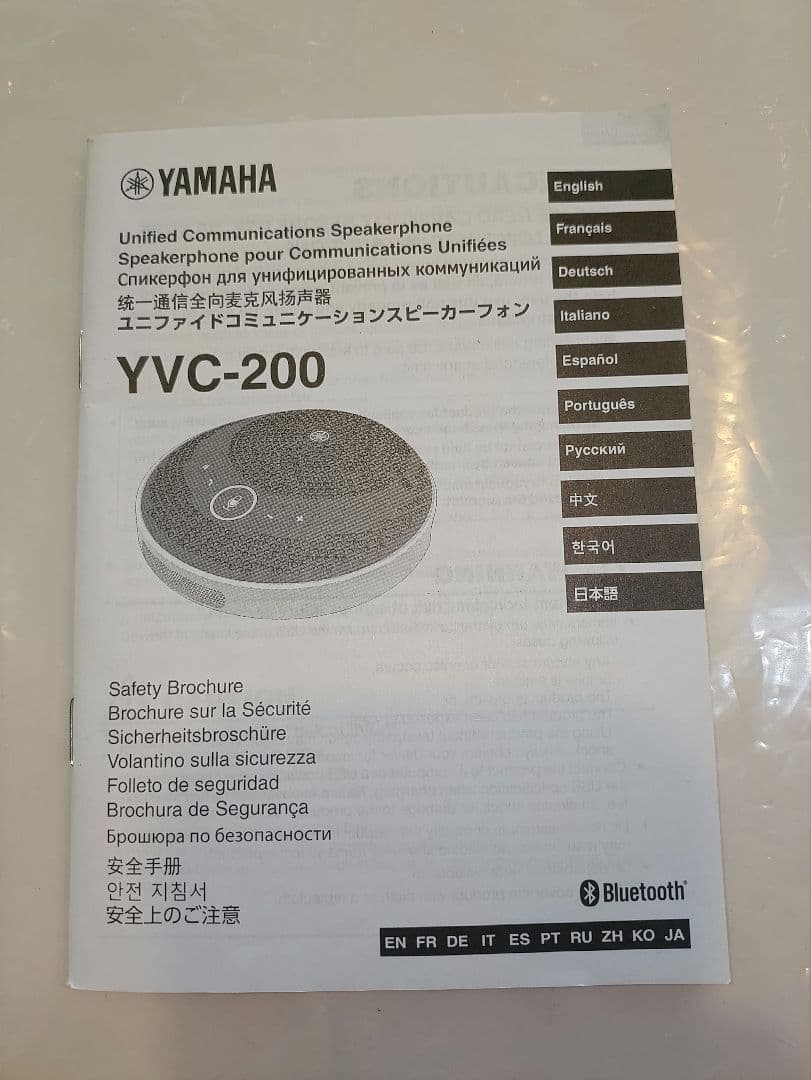 YAMAHA
Unified Communications Speakerphone
Speakerphone pour Communications Unifiées
Спикерфон для унифицированных коммуникаций
统一通信全向麦克风扬声器
ユニファイドコミュニケーションスピーカーフォン
YVC-200
English
Français
Deutsch
Italiano
Español
Português
Русский
中文
한국어
日本語
Safety Brochure
Brochure sur la Sécurité
Sicherheitsbroschüre
Volantino sulla sicurezza
Folleto de seguridad
Brochura de Segurança
Брошюра по безопасности
安全手册
안전 지침서
安全上のご注意
Bluetooth®
EN FR DE IT ES PT RU ZH KO JA